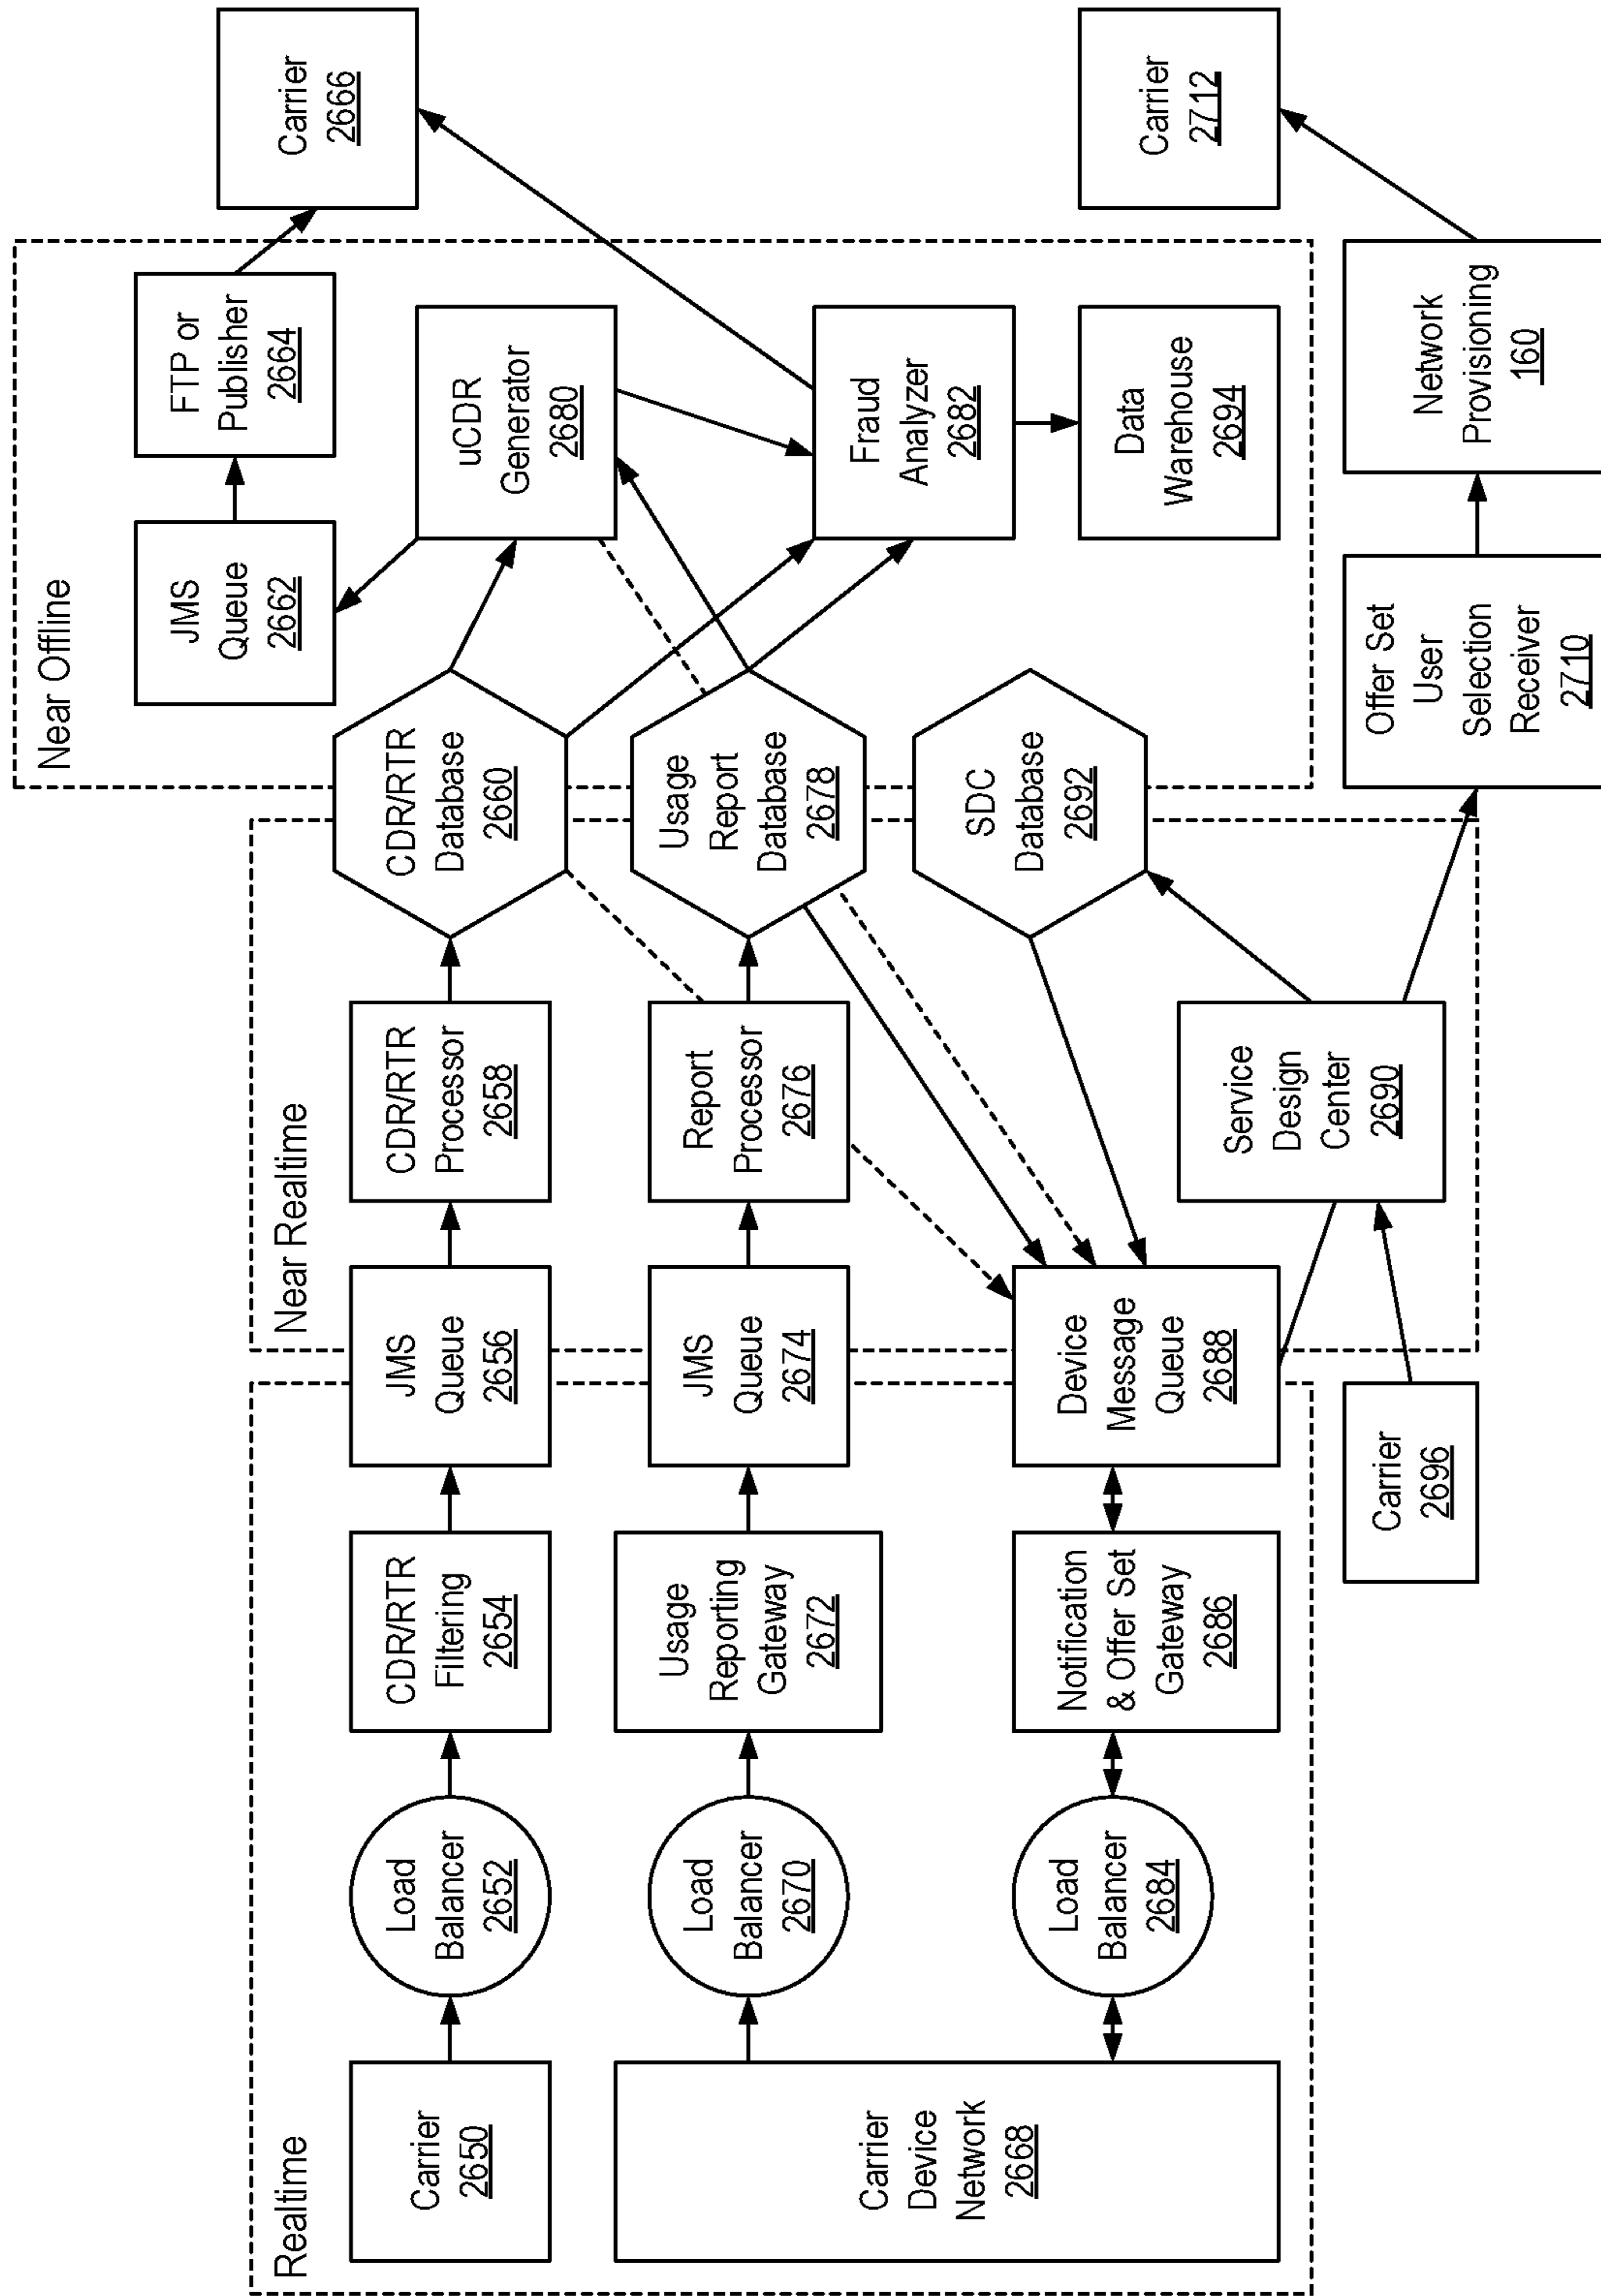 Realtime
Near Realtime
Near Offline
Carrier
2650
Load
Balancer
2652
CDR/RTR
Filtering
2654
JMS
Queue
2656
CDR/RTR
Processor
2658
CDR/RTR
Database
2660
JMS
Queue
2662
FTP or
Publisher
2664
Carrier
2666
Carrier
Device
Network
2668
Load
Balancer
2670
Usage
Reporting
Gateway
2672
JMS
Queue
2674
Report
Processor
2676
Usage
Report
Database
2678
uCDR
Generator
2680
Fraud
Analyzer
2682
Load
Balancer
2684
Notification
& Offer Set
Gateway
2686
Device
Message
Queue
2688
Service
Design
Center
2690
SDC
Database
2692
Data
Warehouse
2694
Carrier
2696
Offer Set
User
Selection
Receiver
2710
Network
Provisioning
160
Carrier
2712